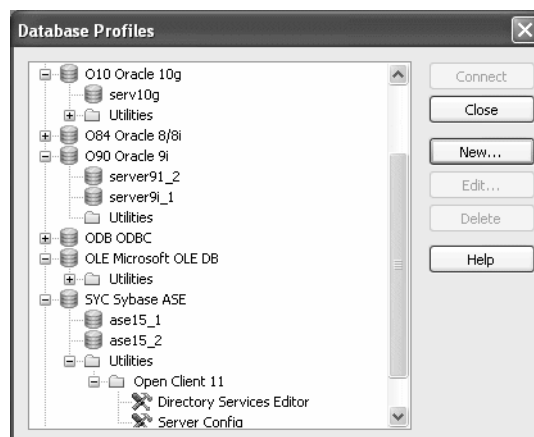 Database Profiles
O10 Oracle 10g
serv10g
Utilities
O84 Oracle 8/8i
O90 Oracle 9i
server91_2
server9i_1
Utilities
ODB ODBC
OLE Microsoft OLE DB
Utilities
SYC Sybase ASE
ase15_1
ase15_2
Utilities
Open Client 11
Directory Services Editor
Server Config
Connect
Close
New...
Edit...
Delete
Help